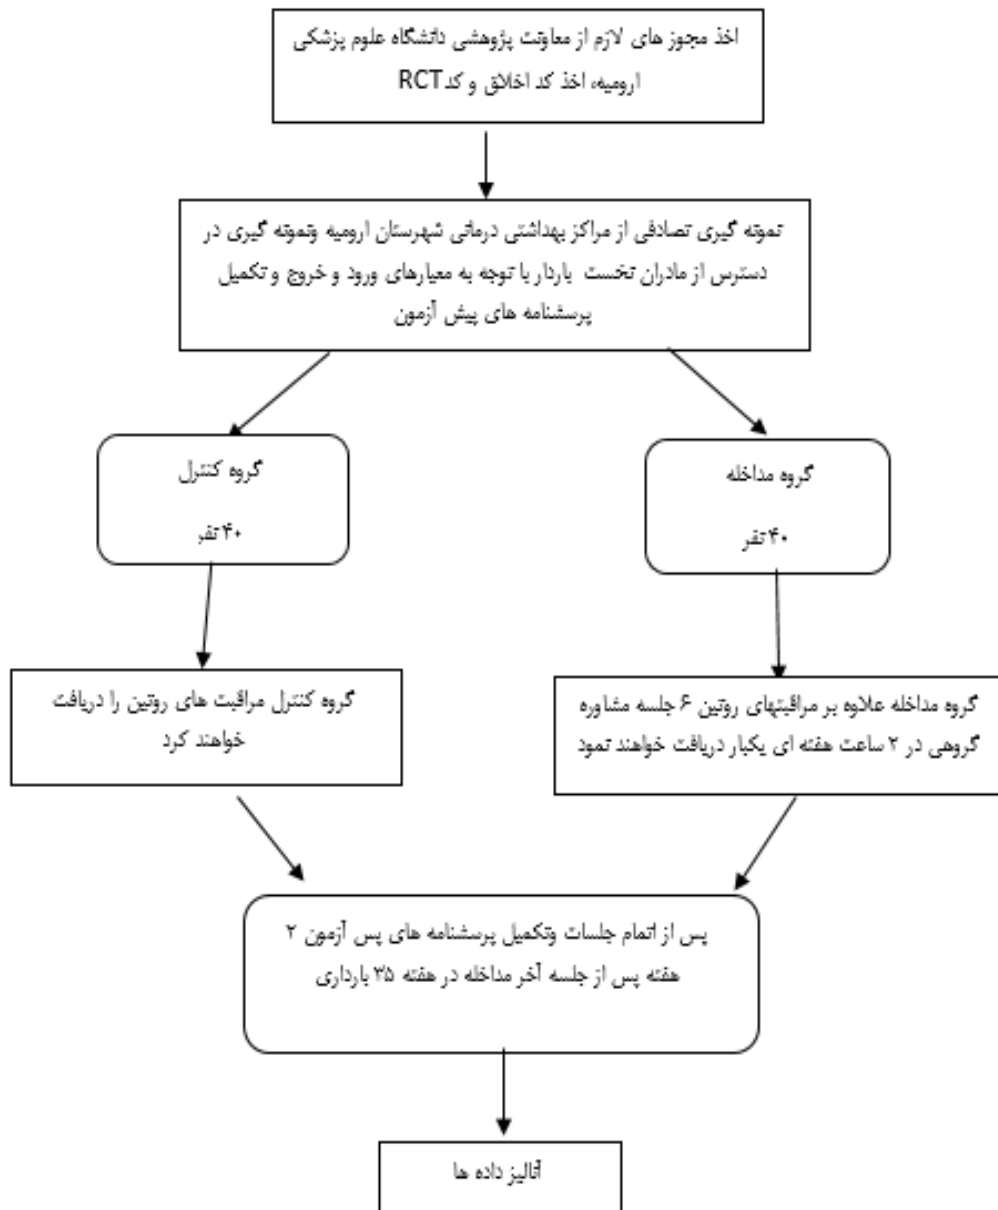 اخذ مجوز های لازم از معاونت پژوهشی دانشگاه علوم پزشکی
ارومیه، اخذ کد اخلاق و کد RCT
نمونه گیری تصادفی از مراکز بهداشتی درمانی شهرستان ارومیه ونمونه گیری در
دسترس از مادران نخست باردار با توجه به معیارهای ورود و خروج و تکمیل
پرسشنامه های پیش آزمون
گروه مداخله
۴۰ نفر
گروه کنترل
۴۰ نفر
گروه مداخله علاوه بر مراقبتهای روتین ۶ جلسه مشاوره
گروهی در ۲ ساعت هفته ای یکبار دریافت خواهند نمود
گروه کنترل مراقبت های روتین را دریافت
خواهند کرد
پس از اتمام جلسات وتکمیل پرسشنامه های پس آزمون ۲
هفته پس از جلسه آخر مداخله در هفته ۳۵ بارداری
آنالیز داده ها